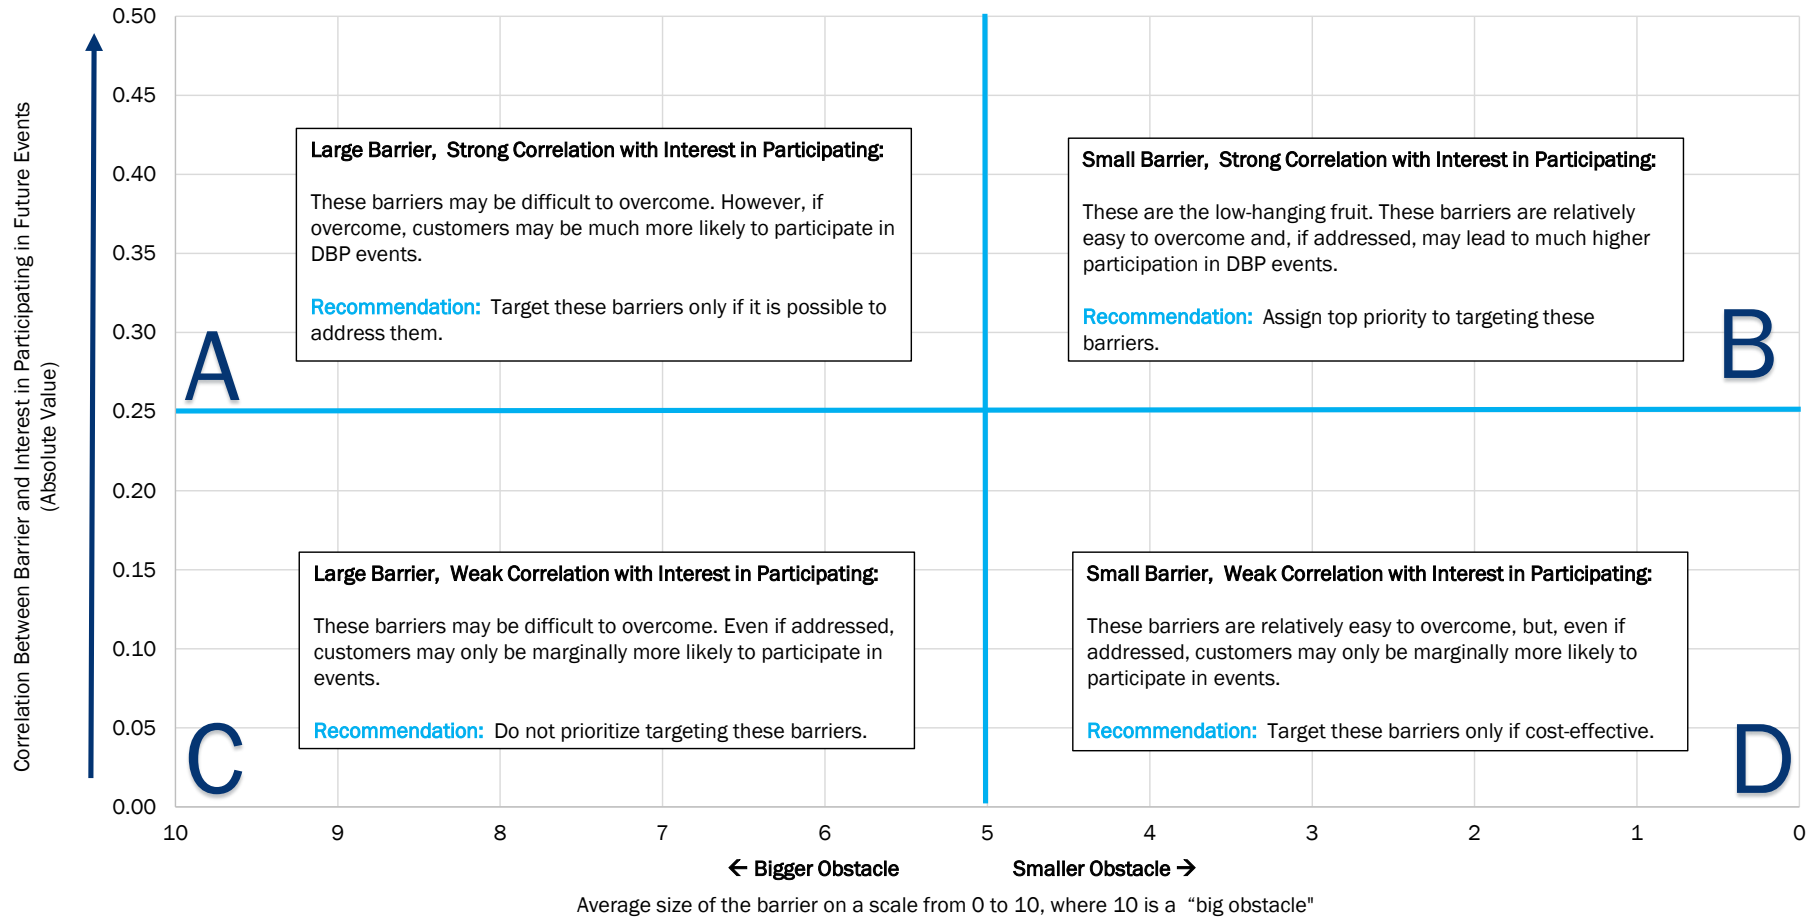 0.50
0.45
0.40
0.35
0.30
0.25
0.20
0.15
0.10
0.05
0.00
Correlation Between Barrier and Interest in Participating in Future Events
(Absolute Value)
Large Barrier, Strong Correlation with Interest in Participating:
These barriers may be difficult to overcome. However, if
overcome, customers may be much more likely to participate in
DBP events.
Recommendation: Target these barriers only if it is possible to
address them.
A
Small Barrier, Strong Correlation with Interest in Participating:
These are the low-hanging fruit. These barriers are relatively
easy to overcome and, if addressed, may lead to much higher
participation in DBP events.
Recommendation: Assign top priority to targeting these
barriers.
B
Large Barrier, Weak Correlation with Interest in Participating:
These barriers may be difficult to overcome. Even if addressed,
customers may only be marginally more likely to participate in
events.
Recommendation: Do not prioritize targeting these barriers.
C
Small Barrier, Weak Correlation with Interest in Participating:
These barriers are relatively easy to overcome, but, even if
addressed, customers may only be marginally more likely to
participate in events.
Recommendation: Target these barriers only if cost-effective.
D
10 9 8 7 6 5 4 3 2 1 0
← Bigger Obstacle Smaller Obstacle →
Average size of the barrier on a scale from 0 to 10, where 10 is a “big obstacle"